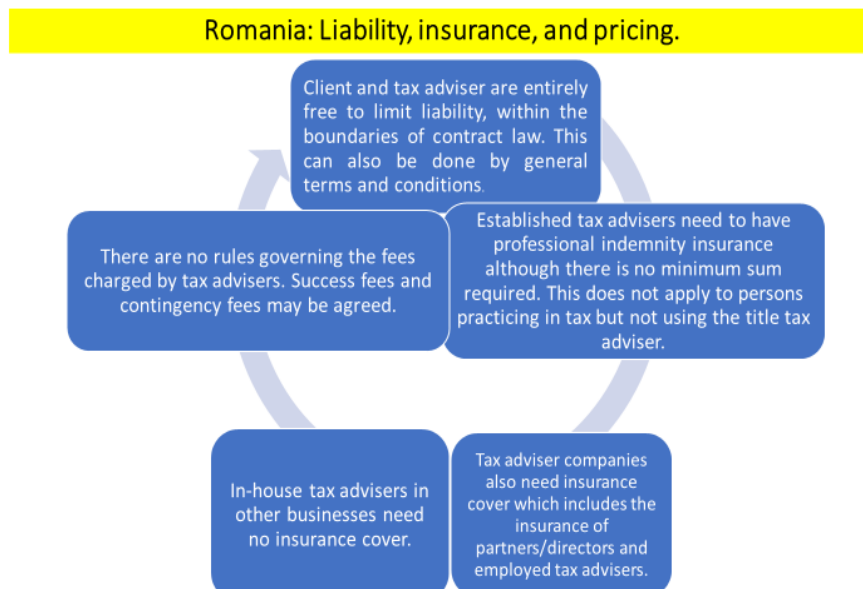 Romania: Liability, insurance, and pricing.
Client and tax adviser are entirely
free to limit liability, within the
boundaries of contract law. This
can also be done by general
terms and conditions.
Established tax advisers need to have
professional indemnity insurance
although there is no minimum sum
required. This does not apply to persons
practicing in tax but not using the title tax
adviser.
Tax adviser companies
also need insurance
cover which includes the
insurance of
partners/directors and
employed tax advisers.
In-house tax advisers in
other businesses need
no insurance cover.
There are no rules governing the fees
charged by tax advisers. Success fees and
contingency fees may be agreed.